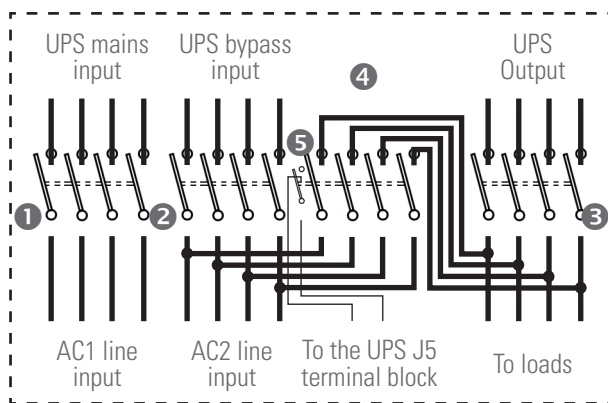 UPS mains
input
UPS bypass
input
4
UPS
Output
5
1
2
3
AC1 line
input
AC2 line
input
To the UPS J5
terminal block
To loads